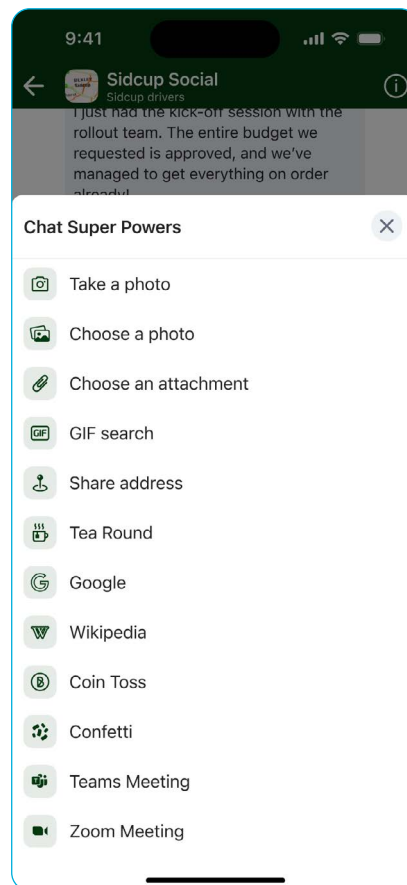 9:41
Sidcup Social
Sidcup drivers
I just had the kick-off session with the
rollout team. The entire budget we
requested is approved, and we've
managed to get everything on order
already!
Chat Super Powers
Take a photo
Choose a photo
Choose an attachment
GIF
GIF search
Share address
Tea Round
Google
Wikipedia
Coin Toss
Confetti
Teams Meeting
Zoom Meeting